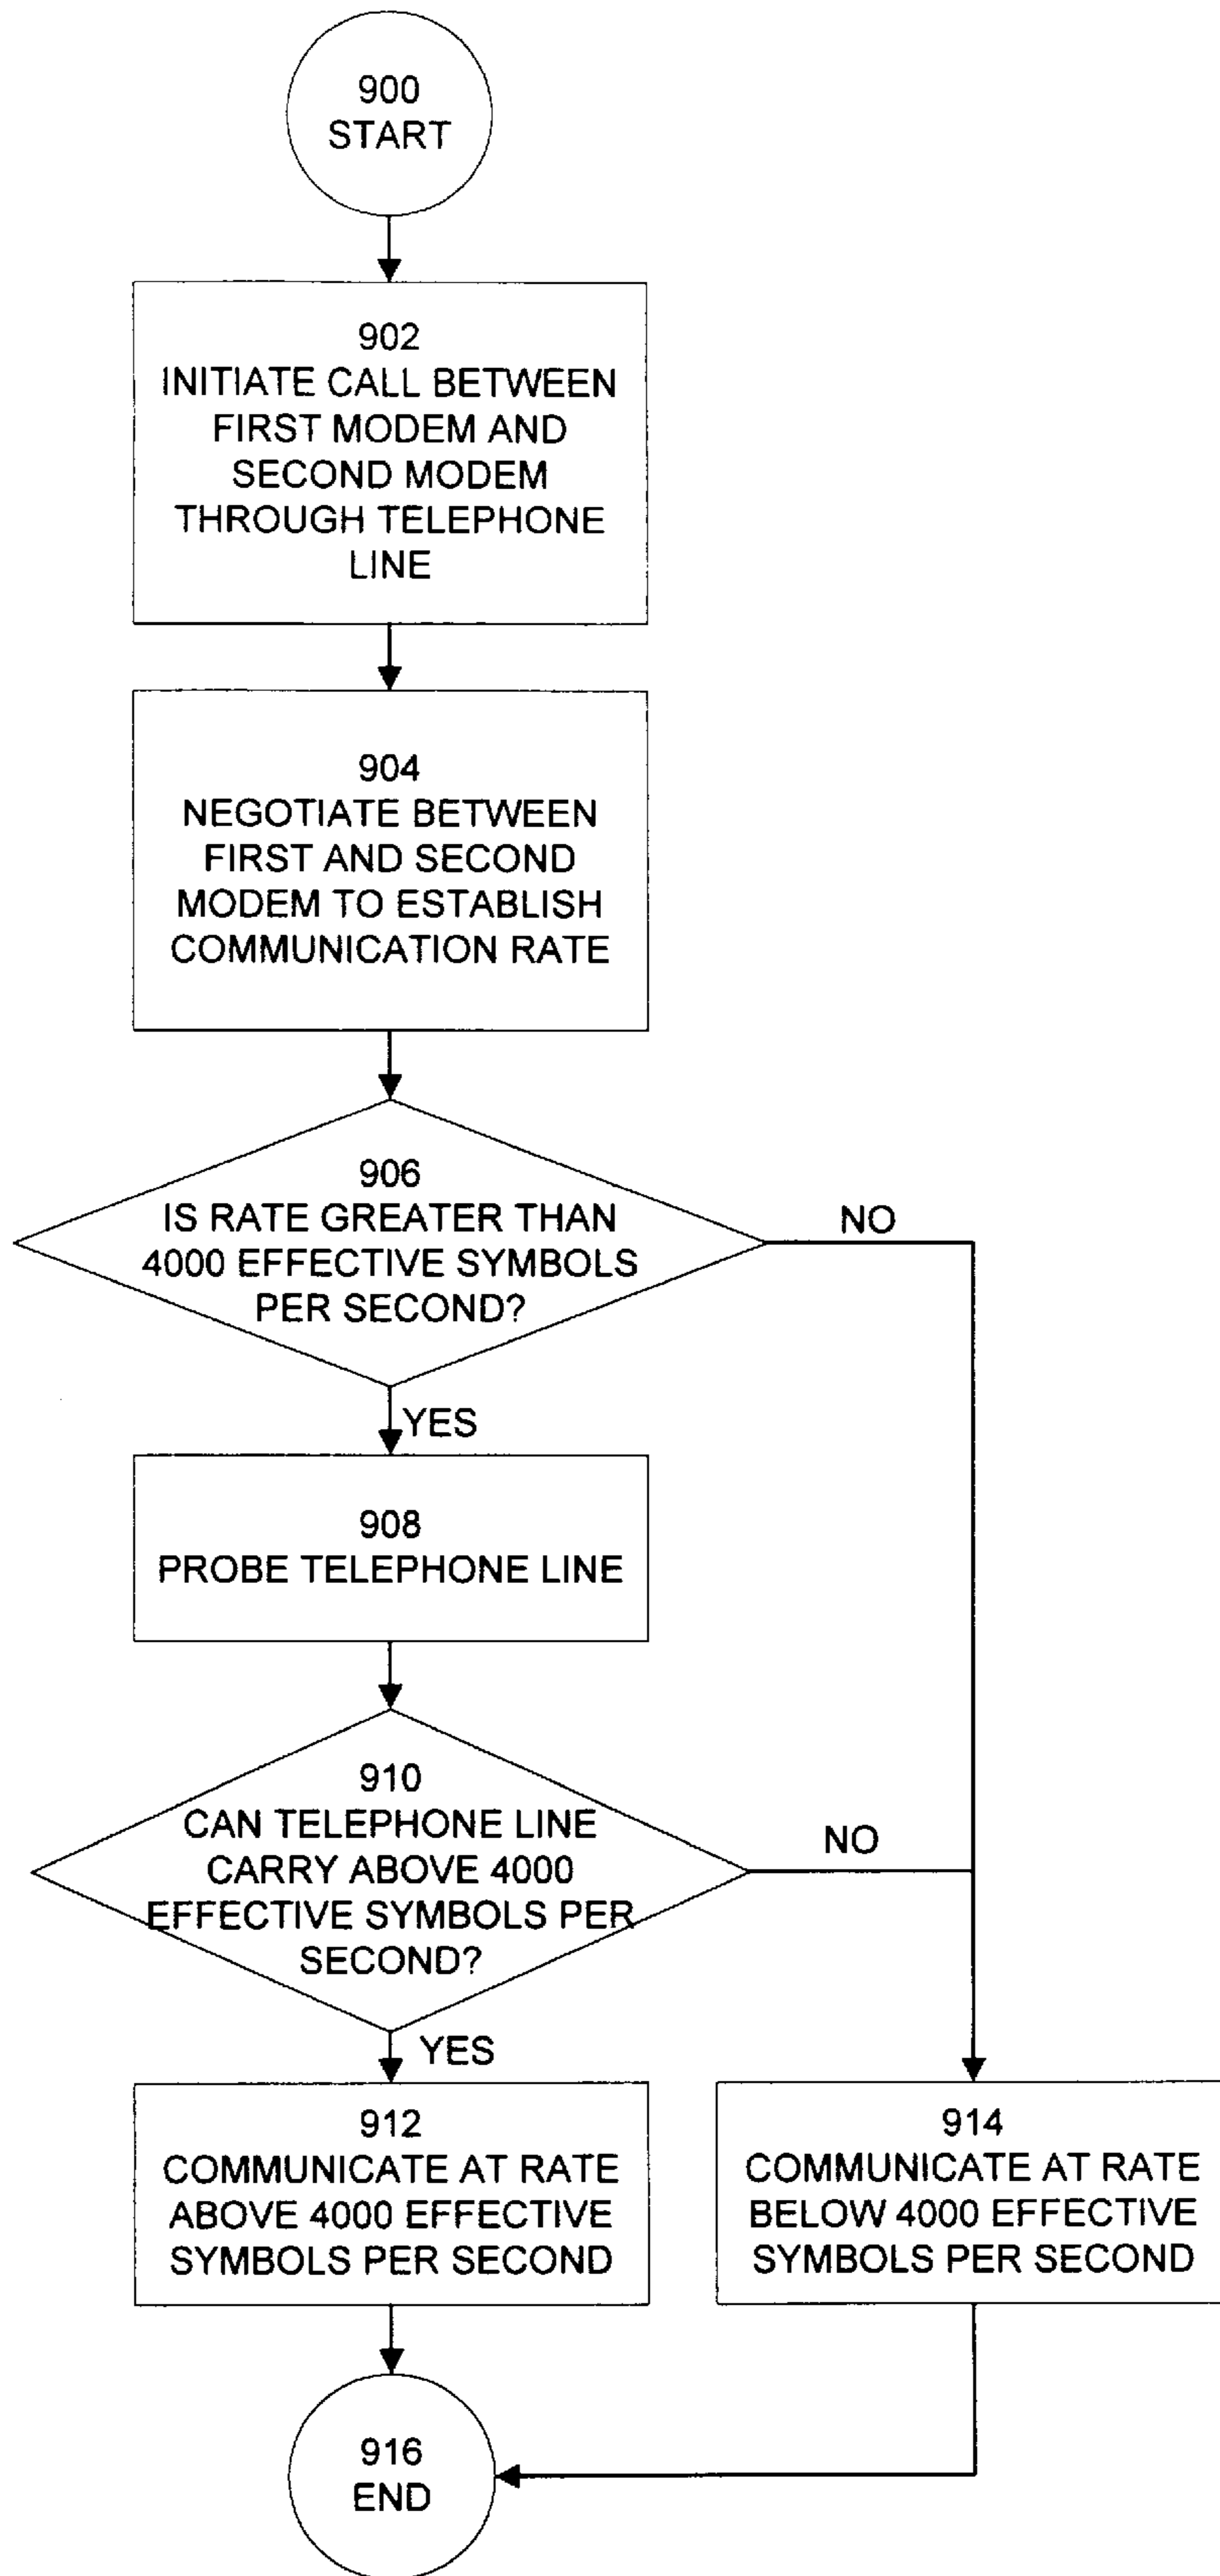 900
START
902
INITIATE CALL BETWEEN
FIRST MODEM AND
SECOND MODEM
THROUGH TELEPHONE
LINE
904
NEGOTIATE BETWEEN
FIRST AND SECOND
MODEM TO ESTABLISH
COMMUNICATION RATE
906
IS RATE GREATER THAN
4000 EFFECTIVE SYMBOLS
PER SECOND?
NO
YES
908
PROBE TELEPHONE LINE
910
CAN TELEPHONE LINE
CARRY ABOVE 4000
EFFECTIVE SYMBOLS PER
SECOND?
NO
YES
912
COMMUNICATE AT RATE
ABOVE 4000 EFFECTIVE
SYMBOLS PER SECOND
914
COMMUNICATE AT RATE
BELOW 4000 EFFECTIVE
SYMBOLS PER SECOND
916
END